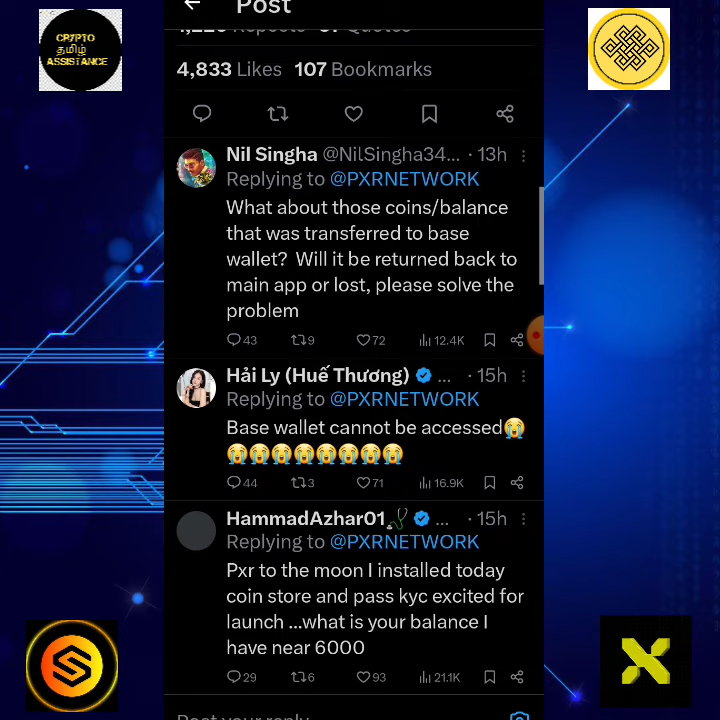 Post
CRYPTO
தமிழ்
ASSISTANCE
4,833 Likes 107 Bookmarks
Nil Singha @NilSingha34... · 13h
Replying to @PXRNETWORK
What about those coins/balance
that was transferred to base
wallet? Will it be returned back to
main app or lost, please solve the
problem
43 9 72 12.4K
Hải Ly (Huế Thương) ... · 15h
Replying to @PXRNETWORK
Base wallet cannot be accessed😭
😭😭😭😭😭😭😭😭
44 3 71 16.9K
HammadAzhar01 ... · 15h
Replying to @PXRNETWORK
Pxr to the moon I installed today
coin store and pass kyc excited for
launch ...what is your balance I
have near 6000
29 6 93 21.1K
Post your reply